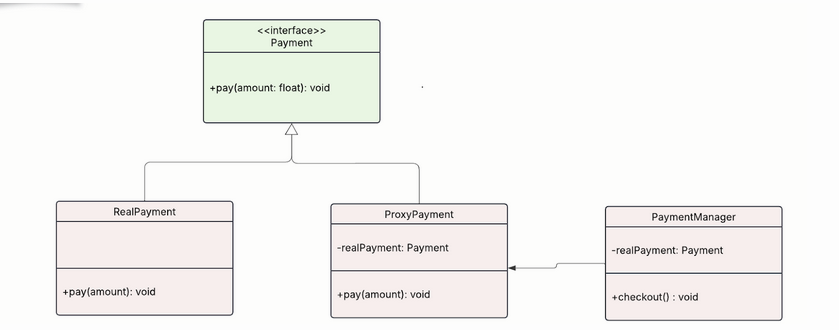 <<interface>>
Payment
+pay(amount: float): void
RealPayment
+pay(amount): void
ProxyPayment
-realPayment: Payment
+pay(amount): void
PaymentManager
-realPayment: Payment
+checkout() : void